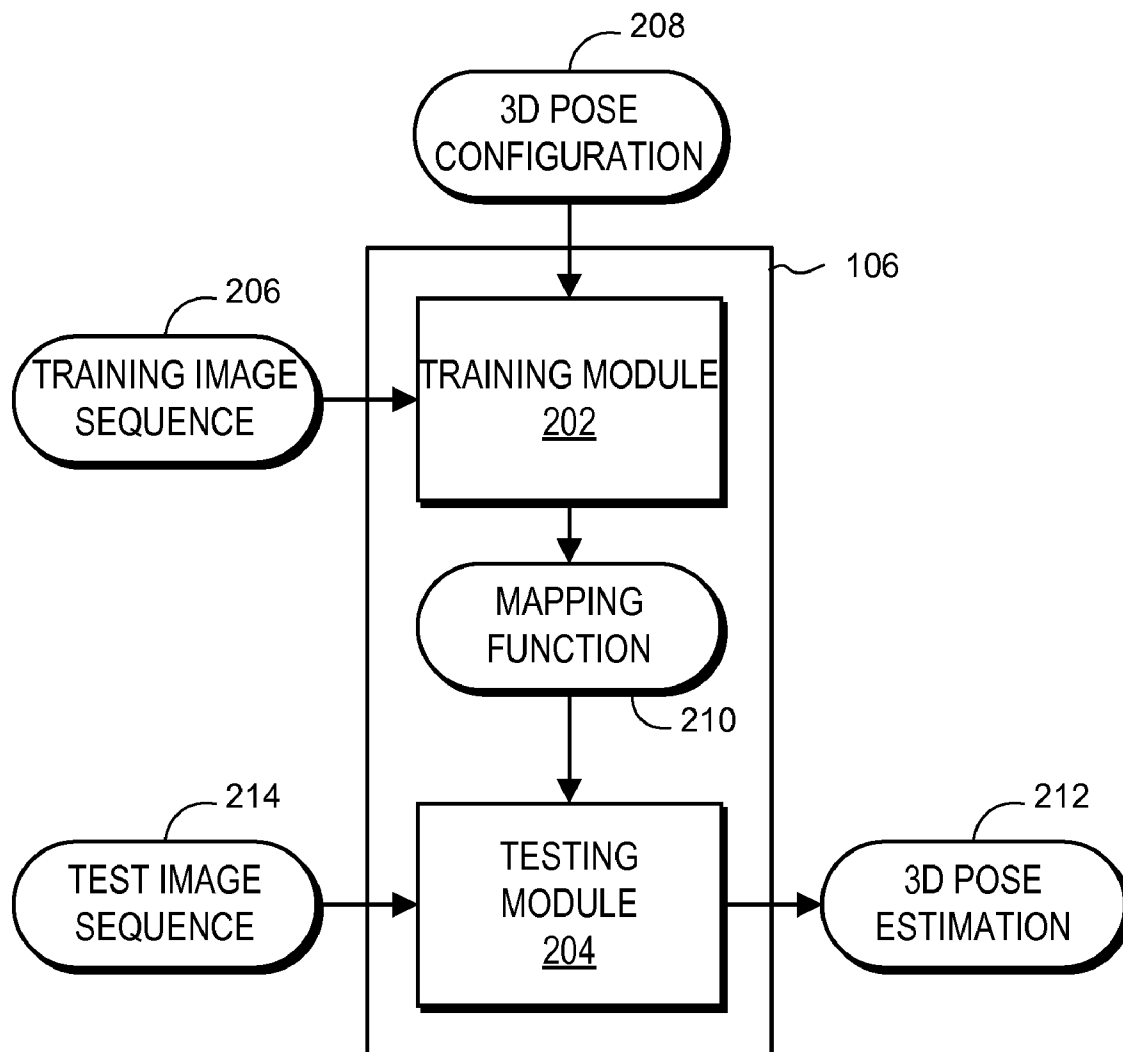 208
3D POSE
CONFIGURATION
106
206
TRAINING IMAGE
SEQUENCE
TRAINING MODULE
202
MAPPING
FUNCTION
210
214
TEST IMAGE
SEQUENCE
TESTING
MODULE
204
212
3D POSE
ESTIMATION